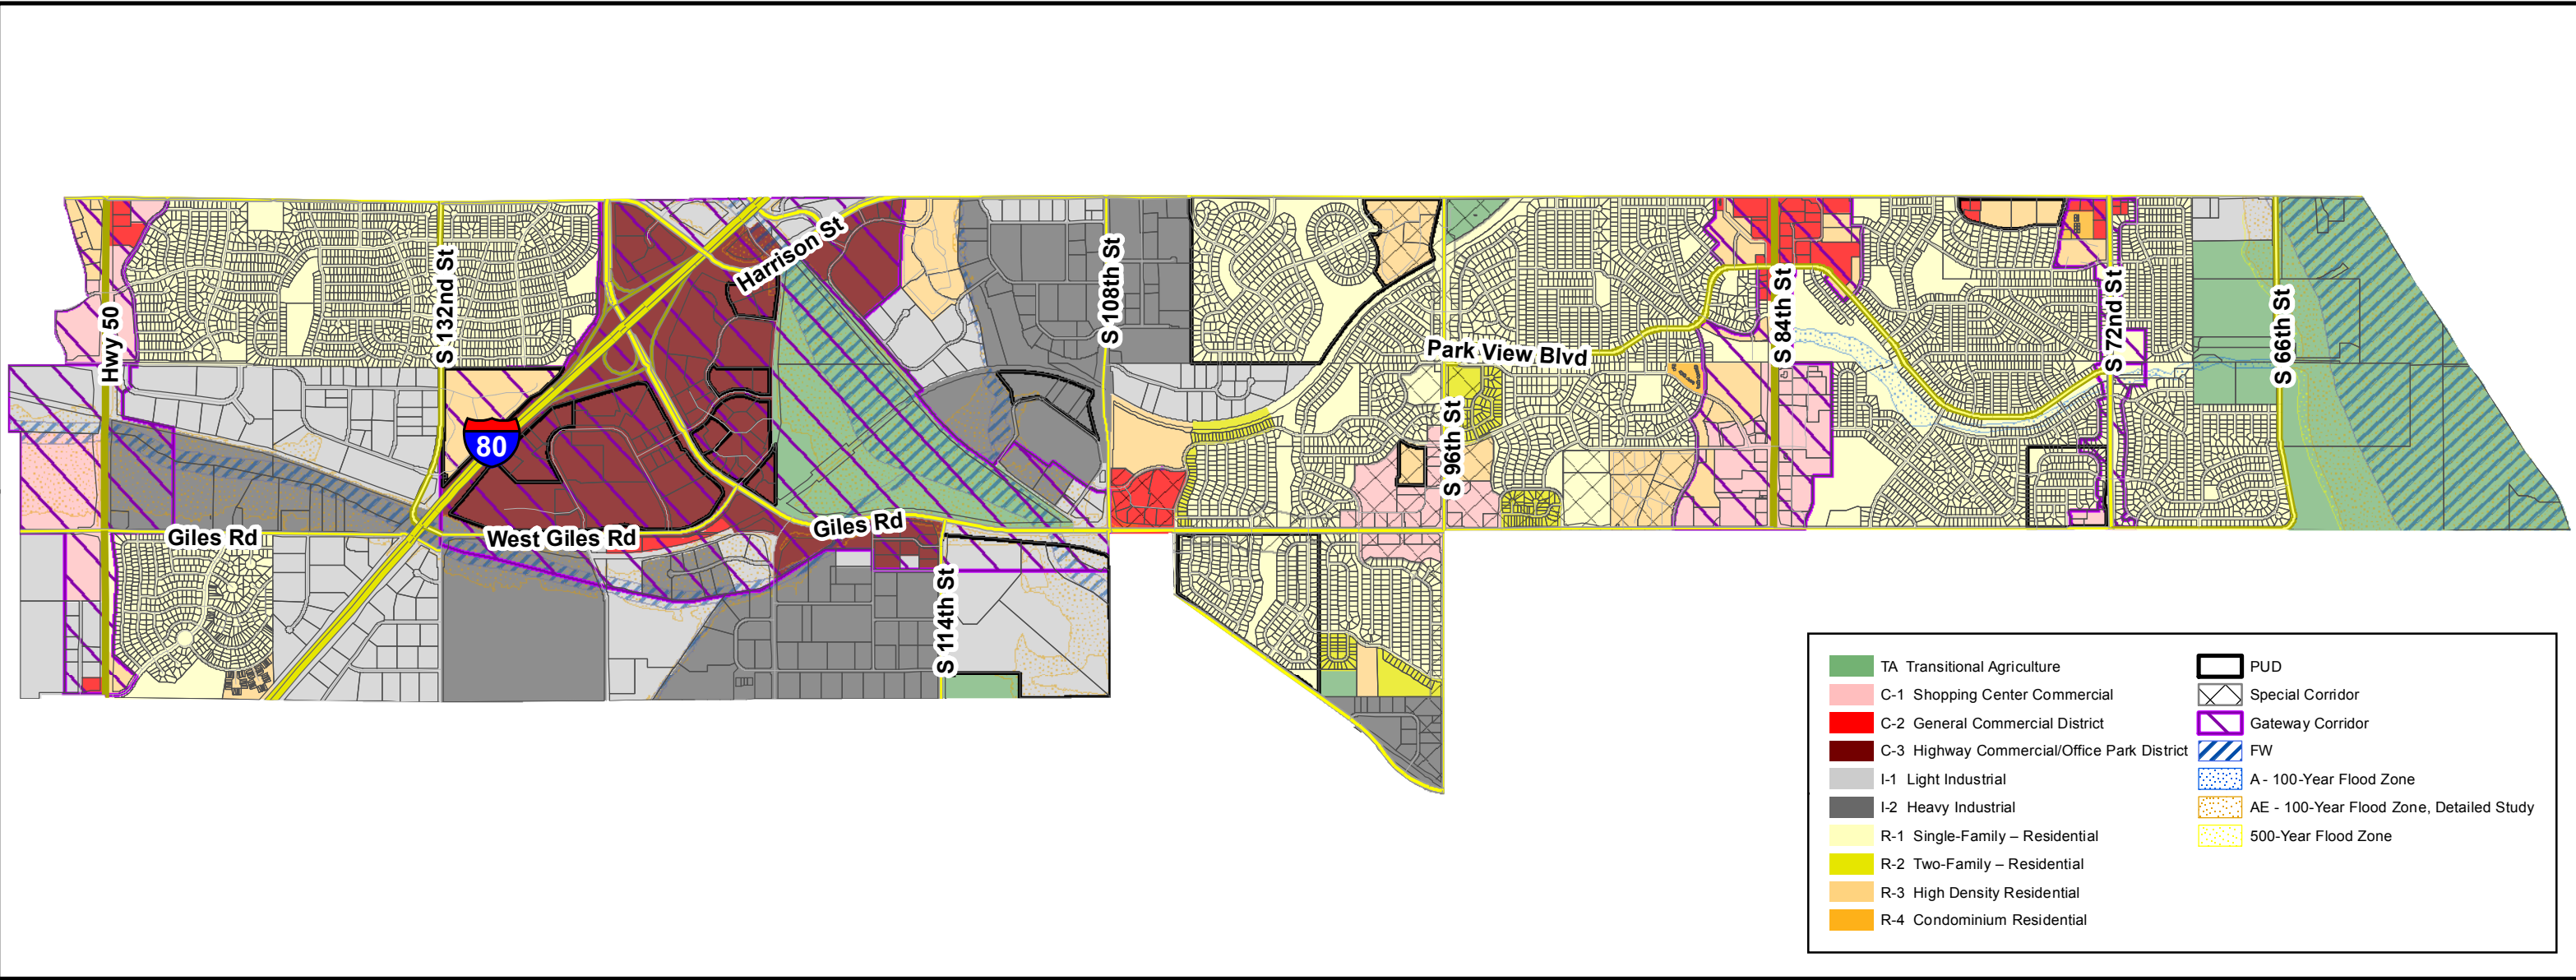 Harrison St
S 108th St
S 132nd St
Hwy 50
S 84th St
S 72nd St
S 66th St
Park View Blvd
80
S 96th St
Giles Rd
West Giles Rd
Giles Rd
S 114th St
TA Transitional Agriculture
C-1 Shopping Center Commercial
C-2 General Commercial District
C-3 Highway Commercial/Office Park District
I-1 Light Industrial
I-2 Heavy Industrial
R-1 Single-Family – Residential
R-2 Two-Family – Residential
R-3 High Density Residential
R-4 Condominium Residential
PUD
Special Corridor
Gateway Corridor
FW
A - 100-Year Flood Zone
AE - 100-Year Flood Zone, Detailed Study
500-Year Flood Zone